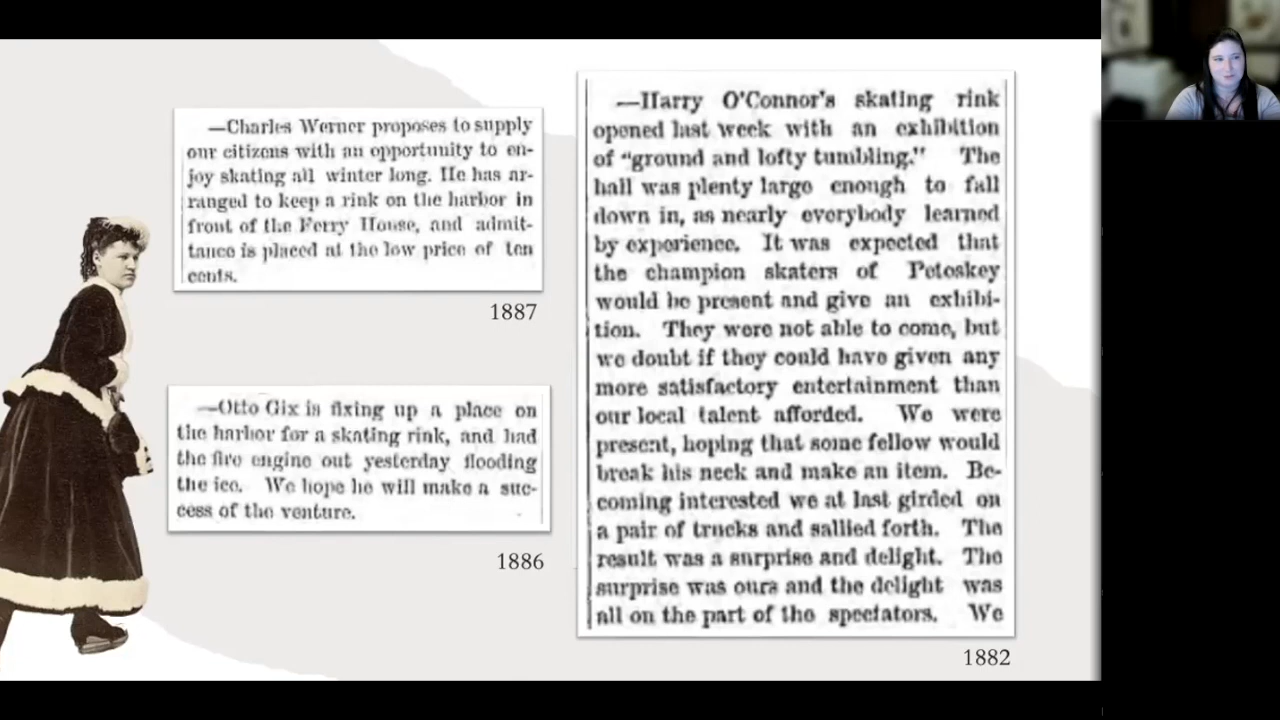 —Charles Werner proposes to supply
our citizens with an opportunity to en-
joy skating all winter long. He has ar-
ranged to keep a rink on the harbor in
front of the Ferry House, and admit-
tance is placed at the low price of ten
cents.
1887
—Otto Gix is fixing up a place on
the harbor for a skating rink, and had
the fire engine out yesterday flooding
the ice. We hope he will make a suc-
cess of the venture.
1886
—Harry O'Connor's skating rink
opened last week with an exhibition
of "ground and lofty tumbling." The
hall was plenty large enough to fall
down in, as nearly everybody learned
by experience. It was expected that
the champion skaters of Petoskey
would be present and give an exhibi-
tion. They were not able to come, but
we doubt if they could have given any
more satisfactory entertainment than
our local talent afforded. We were
present, hoping that some fellow would
break his neck and make an item. Be-
coming interested we at last girded on
a pair of trucks and sallied forth. The
result was a surprise and delight. The
surprise was ours and the delight was
all on the part of the spectators. We
1882